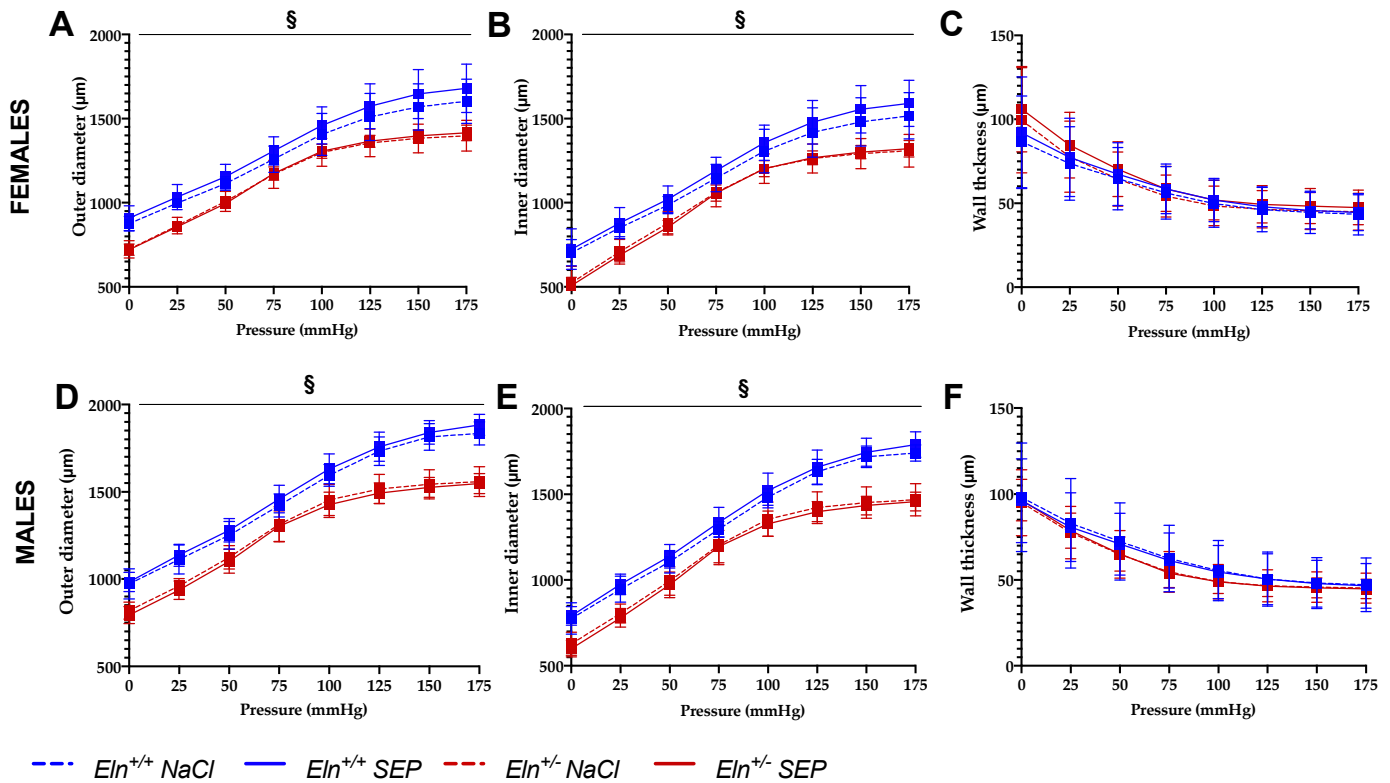 A
§
2000
1500
1000
500
Outer diameter (µm)
0 25 50 75 100 125 150 175
Pressure (mmHg)
B
§
2000
1500
1000
500
Inner diameter (µm)
0 25 50 75 100 125 150 175
Pressure (mmHg)
C
150
100
50
0
Wall thckness (µm)
0 25 50 75 100 125 150 175
Pressure (mmHg)
FEMALES
D
§
2000
1500
1000
500
Outer diameter (µm)
0 25 50 75 100 125 150 175
Pressure (mmHg)
E
§
2000
1500
1000
500
Inner diameter (µm)
0 25 50 75 100 125 150 175
Pressure (mmHg)
F
150
100
50
0
Wall thickness (µm)
0 25 50 75 100 125 150 175
Pressure (mmHg)
MALES
Eln+/+ NaCl Eln+/+ SEP Eln+/- NaCl Eln+/- SEP